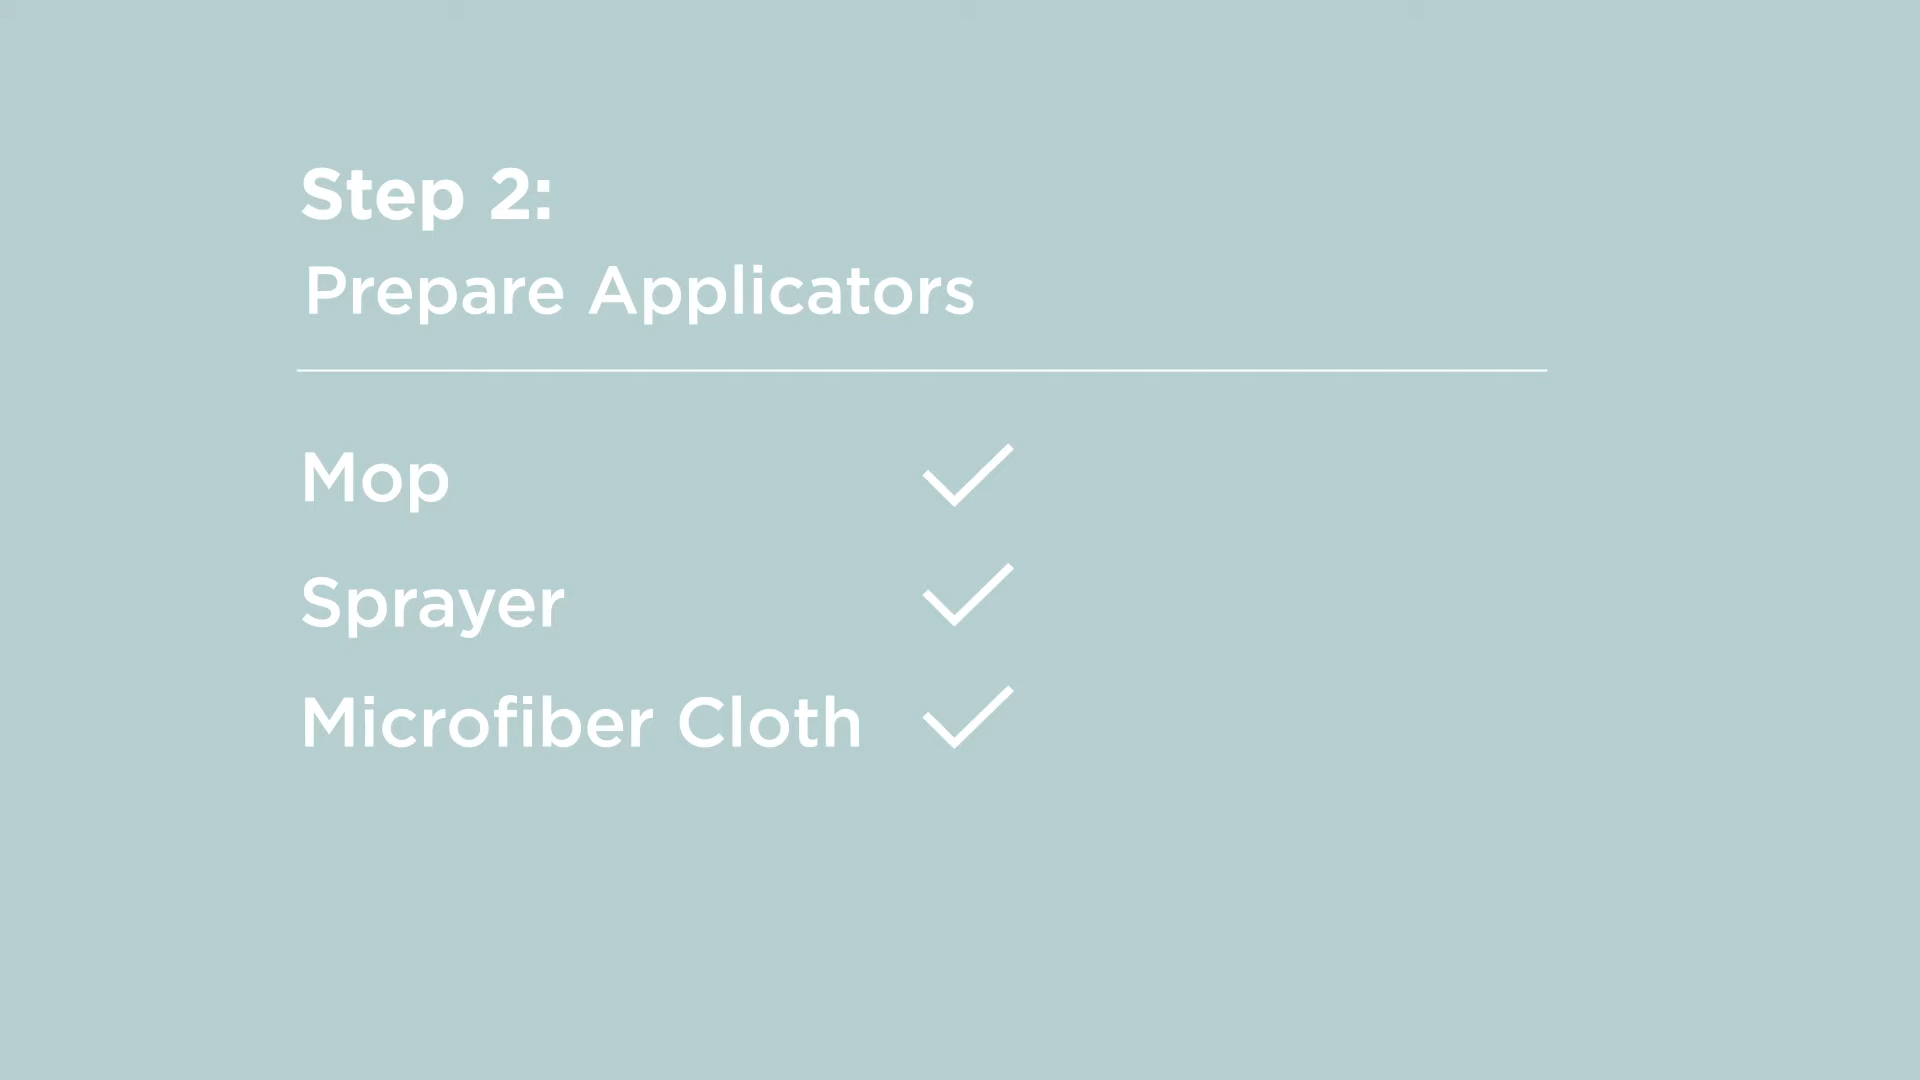 Step 2:
Prepare Applicators
Mop ✓
Sprayer ✓
Microfiber Cloth ✓